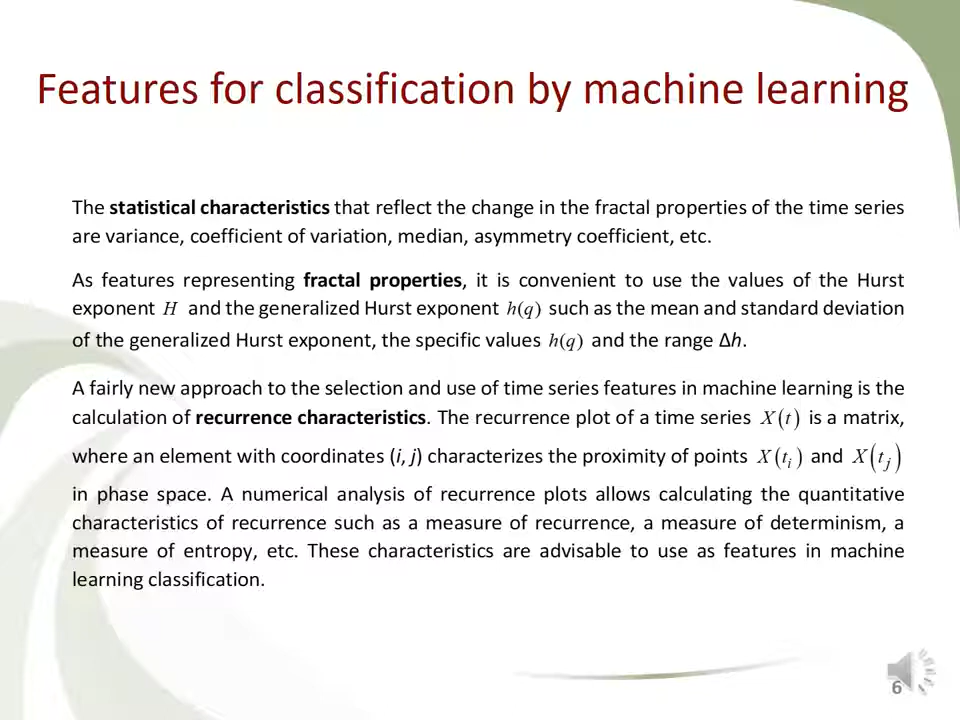 Features for classification by machine learning
The statistical characteristics that reflect the change in the fractal properties of the time series
are variance, coefficient of variation, median, asymmetry coefficient, etc.
As features representing fractal properties, it is convenient to use the values of the Hurst
exponent H and the generalized Hurst exponent h(q) such as the mean and standard deviation
of the generalized Hurst exponent, the specific values h(q) and the range Δh.
A fairly new approach to the selection and use of time series features in machine learning is the
calculation of recurrence characteristics. The recurrence plot of a time series X(t) is a matrix,
where an element with coordinates (i, j) characterizes the proximity of points X(tᵢ) and X(tⱼ)
in phase space. A numerical analysis of recurrence plots allows calculating the quantitative
characteristics of recurrence such as a measure of recurrence, a measure of determinism, a
measure of entropy, etc. These characteristics are advisable to use as features in machine
learning classification.
6